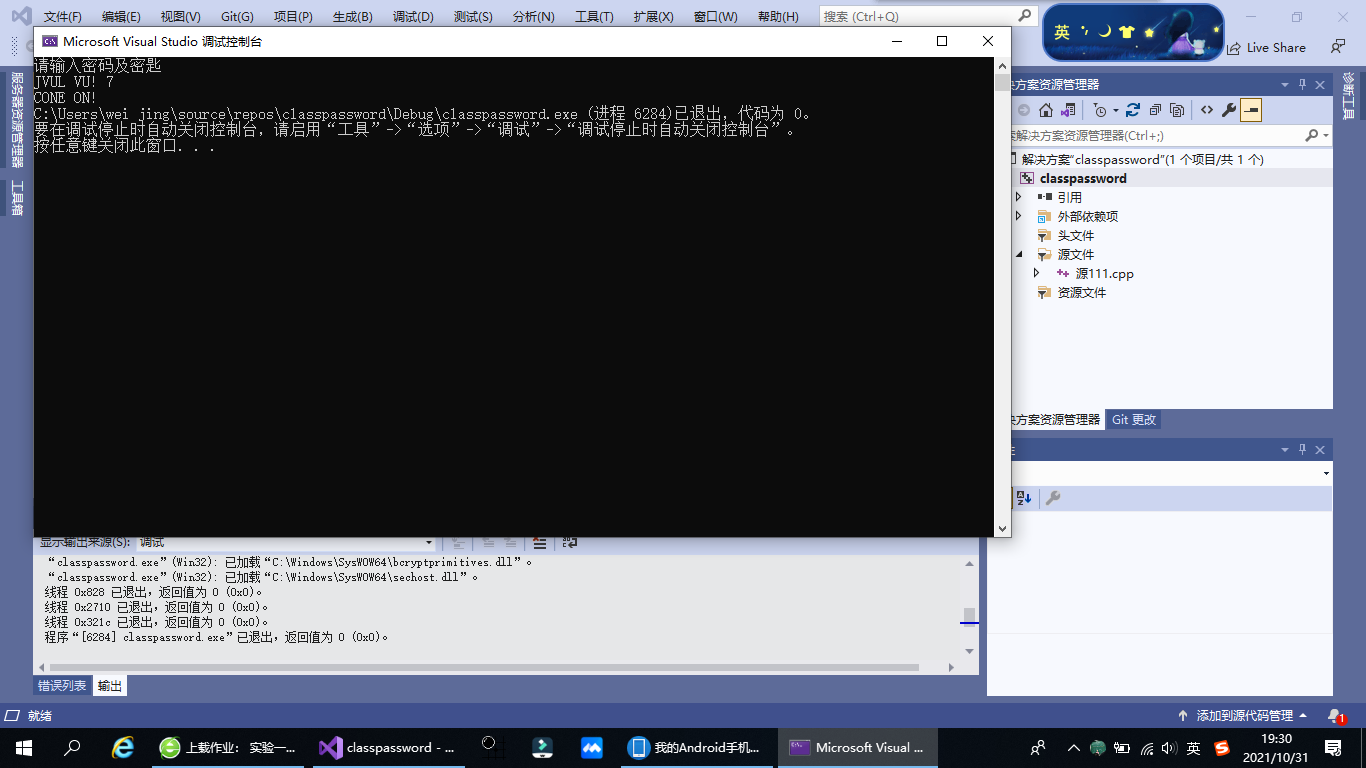 文件(F) 编辑(E) 视图(V) Git(G) 项目(P) 生成(B) 调试(D) 测试(S) 分析(N) 工具(T) 扩展(X) 窗口(W) 帮助(H) 搜索 (Ctrl+Q)
英
Live Share
Microsoft Visual Studio 调试控制台
请输入密码及密匙
JVUL VU! 7
CONE ON!
C:\Users\wei jing\source\repos\classpassword\Debug\classpassword.exe (进程 6284)已退出，代码为 0。
要在调试停止时自动关闭控制台，请启用“工具”->“选项”->“调试”->“调试停止时自动关闭控制台”。
按任意键关闭此窗口. . .
服务器资源管理器
工具箱
决方案资源管理器
解决方案资源管理器(Ctrl+;)
解决方案"classpassword"(1 个项目/共 1 个)
classpassword
引用
外部依赖项
头文件
源文件
源111.cpp
资源文件
诊断工具
决方案资源管理器 Git 更改
显示输出来源(S): 调试
“classpassword.exe”(Win32): 已加载“C:\Windows\SysWOW64\bcryptprimitives.dll”。
“classpassword.exe”(Win32): 已加载“C:\Windows\SysWOW64\sechost.dll”。
线程 0x828 已退出，返回值为 0 (0x0)。
线程 0x2710 已退出，返回值为 0 (0x0)。
线程 0x321c 已退出，返回值为 0 (0x0)。
程序“[6284] classpassword.exe”已退出，返回值为 0 (0x0)。
错误列表 输出
就绪
添加到源代码管理
1
上载作业: 实验一...
classpassword - ...
我的Android手机...
Microsoft Visual ...
英
19:30
2021/10/31